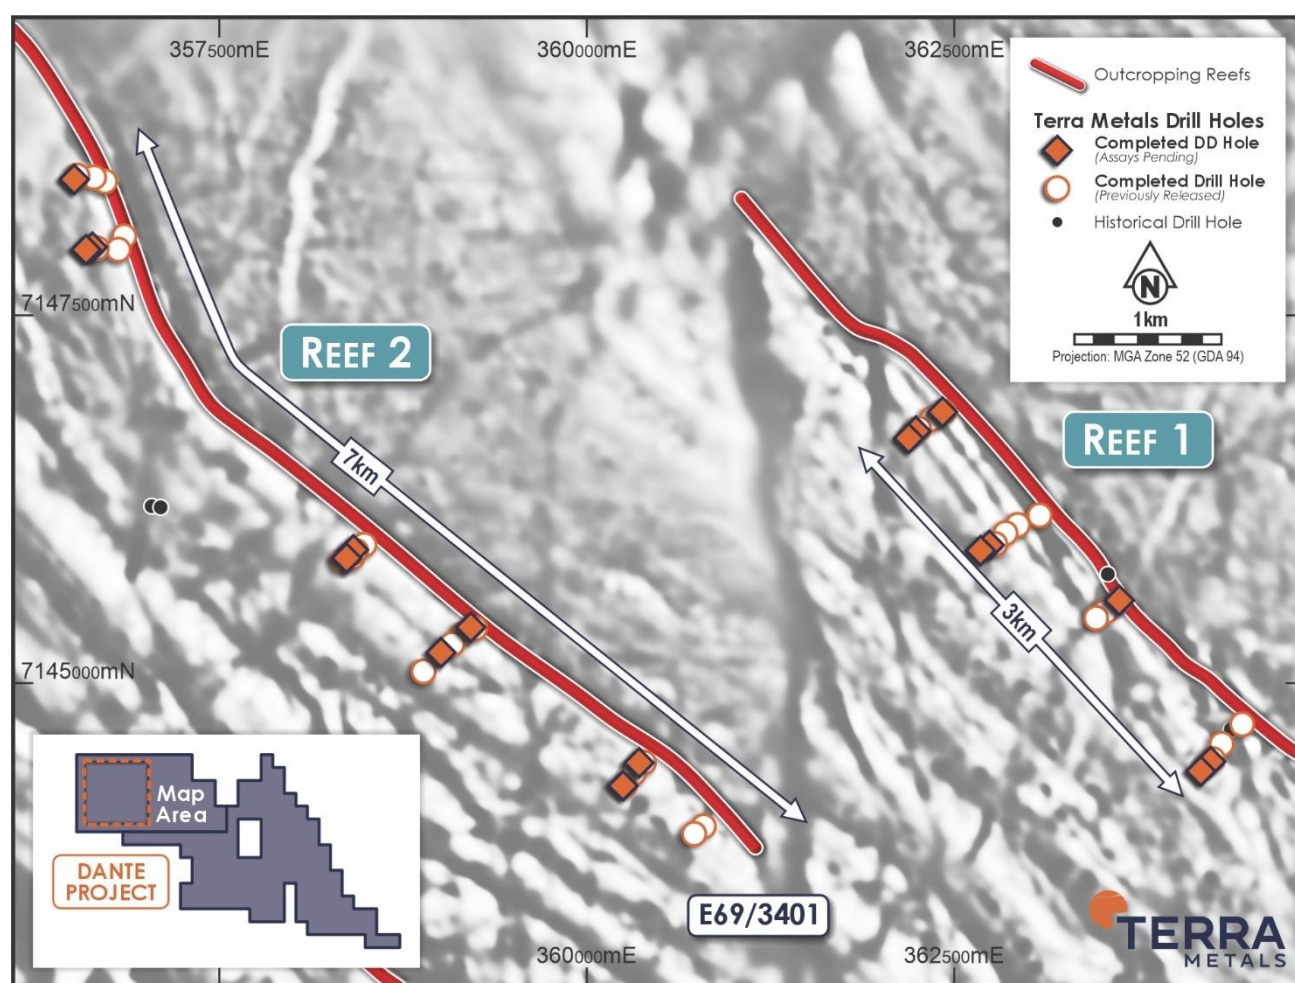 357500mE
360000mE
362500mE
Outcropping Reefs
Terra Metals Drill Holes
Completed DD Hole
(Assays Pending)
Completed Drill Hole
(Previously Released)
Historical Drill Hole
N
1km
Projection: MGA Zone 52 (GDA 94)
7147500mN
REEF 2
REEF 1
7km
3km
7145000mN
Map
Area
DANTE
PROJECT
E69/3401
360000mE
362500mE
TERRA
METALS